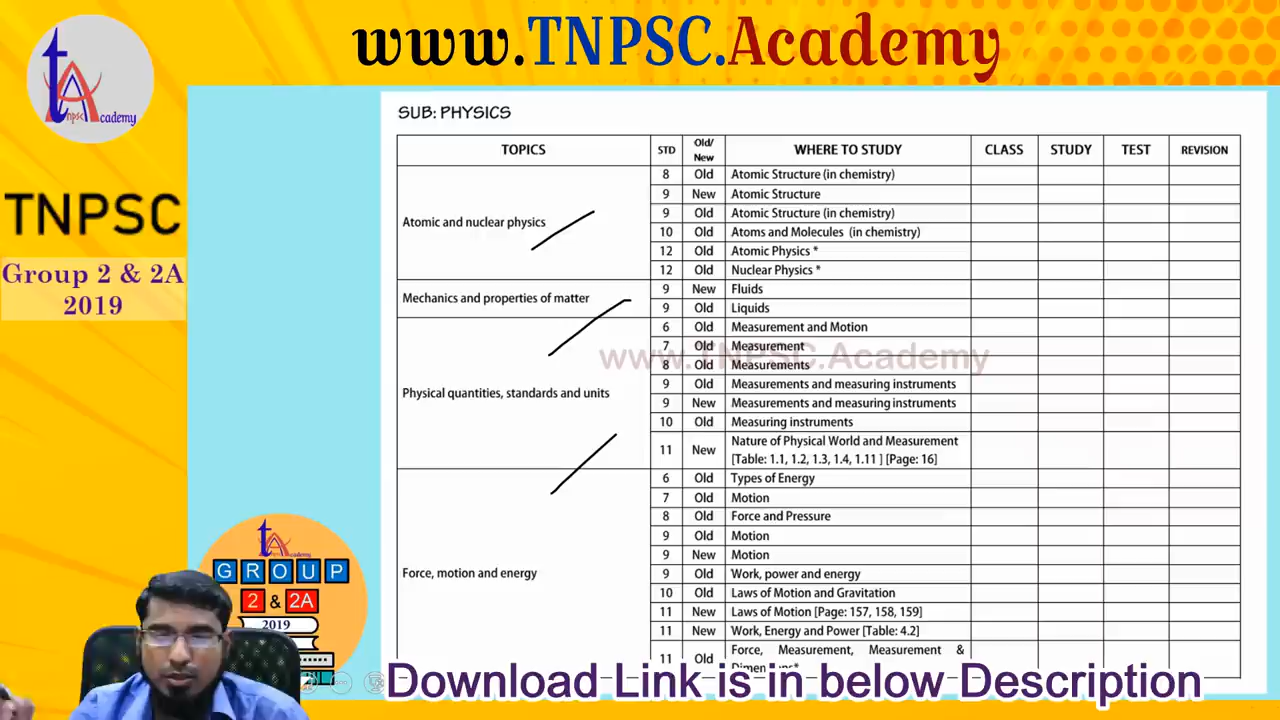 www.TNPSC.Academy
tA
npsc
cademy
TNPSC
Group 2 & 2A
2019
SUB: PHYSICS
TOPICS STD Old/New WHERE TO STUDY CLASS STUDY TEST REVISION
Atomic and nuclear physics
8 Old Atomic Structure (in chemistry)
9 New Atomic Structure
9 Old Atomic Structure (in chemistry)
10 Old Atoms and Molecules (in chemistry)
12 Old Atomic Physics *
12 Old Nuclear Physics *
Mechanics and properties of matter
9 New Fluids
9 Old Liquids
Physical quantities, standards and units
6 Old Measurement and Motion
7 Old Measurement
8 Old Measurements
9 Old Measurements and measuring instruments
9 New Measurements and measuring instruments
10 Old Measuring instruments
11 New Nature of Physical World and Measurement
[Table: 1.1, 1.2, 1.3, 1.4, 1.11 ] [Page: 16]
Force, motion and energy
6 Old Types of Energy
7 Old Motion
8 Old Force and Pressure
9 Old Motion
9 New Motion
9 Old Work, power and energy
10 Old Laws of Motion and Gravitation
11 New Laws of Motion [Page: 157, 158, 159]
11 New Work, Energy and Power [Table: 4.2]
11 Old Force, Measurement, Measurement &
www.TNPSC.Academy
tA
cademy
GROUP
2 & 2A
2019
Download Link is in below Description